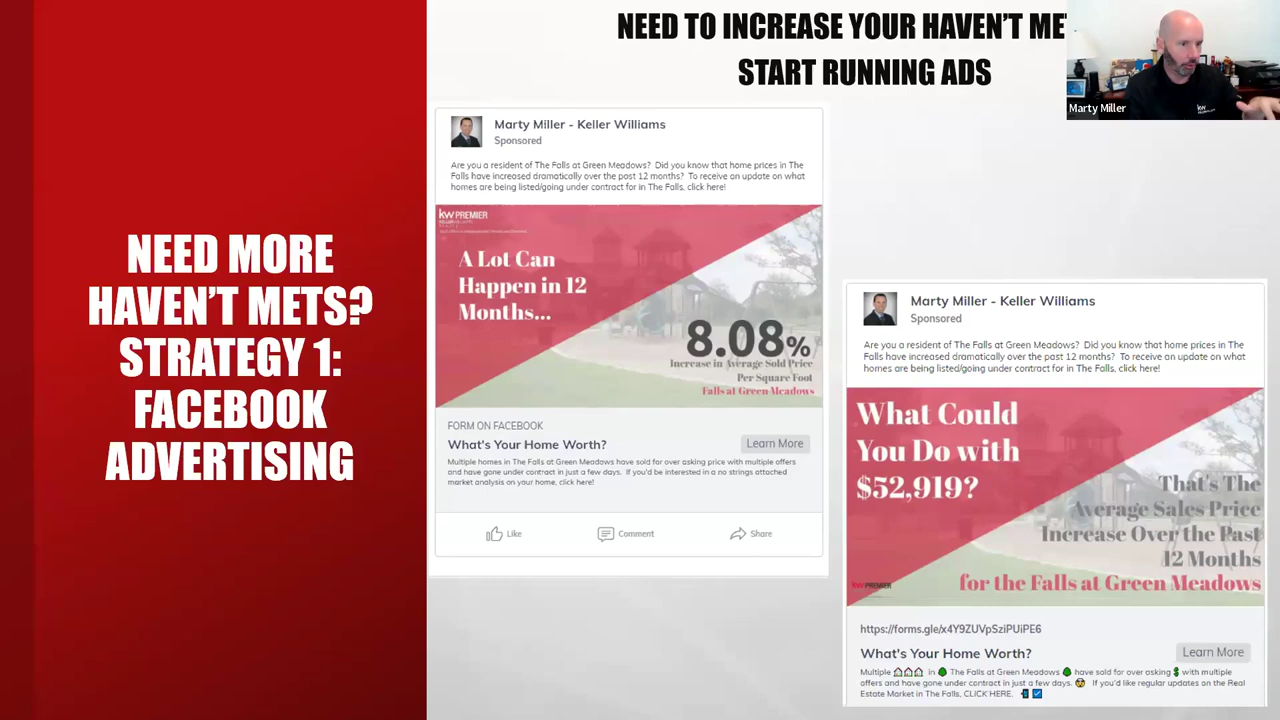 NEED TO INCREASE YOUR HAVEN'T ME
START RUNNING ADS
Marty Miller
NEED MORE
HAVEN'T METS?
STRATEGY 1:
FACEBOOK
ADVERTISING
Marty Miller - Keller Williams
Sponsored
Are you a resident of The Falls at Green Meadows? Did you know that home prices in The
Falls have increased dramatically over the past 12 months? To receive an update on what
homes are being listed/going under contract for in The Falls, click here!
kw PREMIER
A Lot Can
Happen in 12
Months...
8.08%
Increase in Average Sold Price
Per Square Foot
Falls at Green Meadows
FORM ON FACEBOOK
What's Your Home Worth?
Learn More
Multiple homes in The Falls at Green Meadows have sold for over asking price with multiple offers
and have gone under contract in just a few days. If you'd be interested in a no strings attached
market analysis on your home, click here!
Like
Comment
Share
Marty Miller - Keller Williams
Sponsored
Are you a resident of The Falls at Green Meadows? Did you know that home prices in The
Falls have increased dramatically over the past 12 months? To receive an update on what
homes are being listed/going under contract for in The Falls, click here!
What Could
You Do with
$52,919?
That's The
Average Sales Price
Increase Over the Past
12 Months
for the Falls at Green Meadows
kw PREMIER
https://forms.gle/x4Y9ZUVpSziPUiPE6
What's Your Home Worth?
Learn More
Multiple 🏠🏠🏠 in 🌳 The Falls at Green Meadows 🌳 have sold for over asking 💲 with multiple
offers and have gone under contract in just a few days. 😲 If you'd like regular updates on the Real
Estate Market in The Falls, CLICK HERE. 📲 ☑️
kw